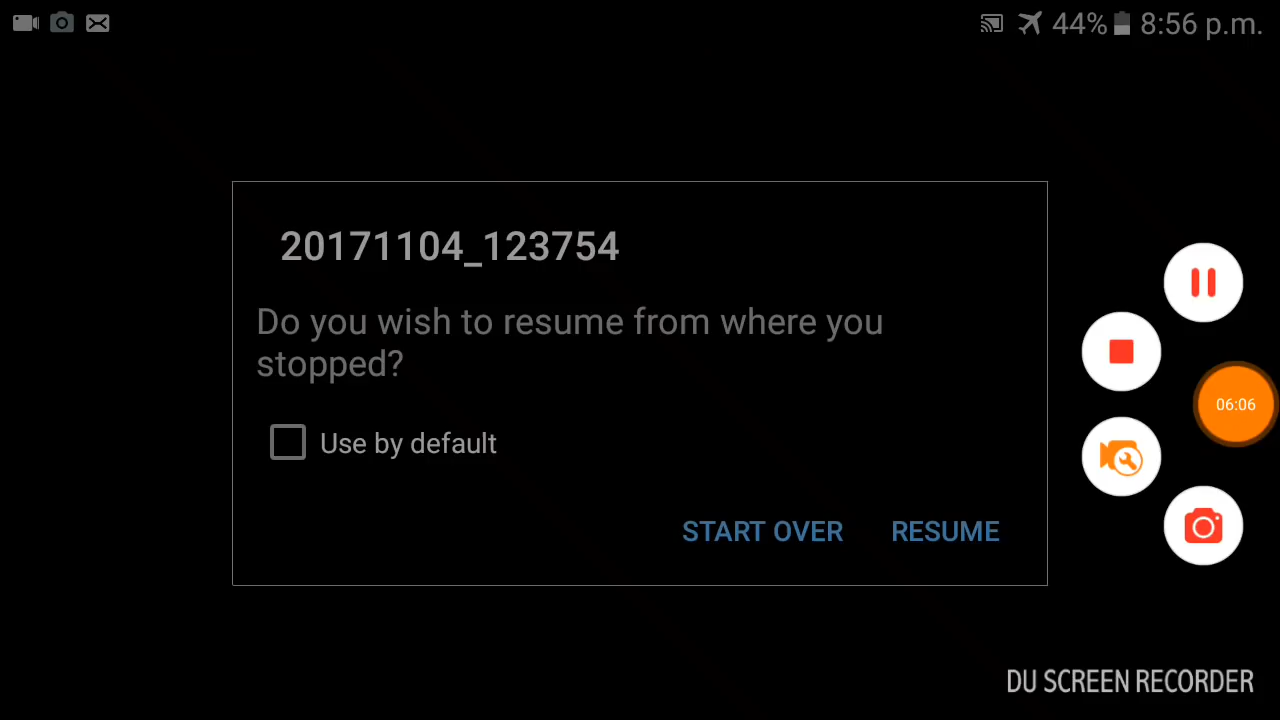 44% 8:56 p.m.
20171104_123754
Do you wish to resume from where you
stopped?
Use by default
START OVER RESUME
06:06
DU SCREEN RECORDER